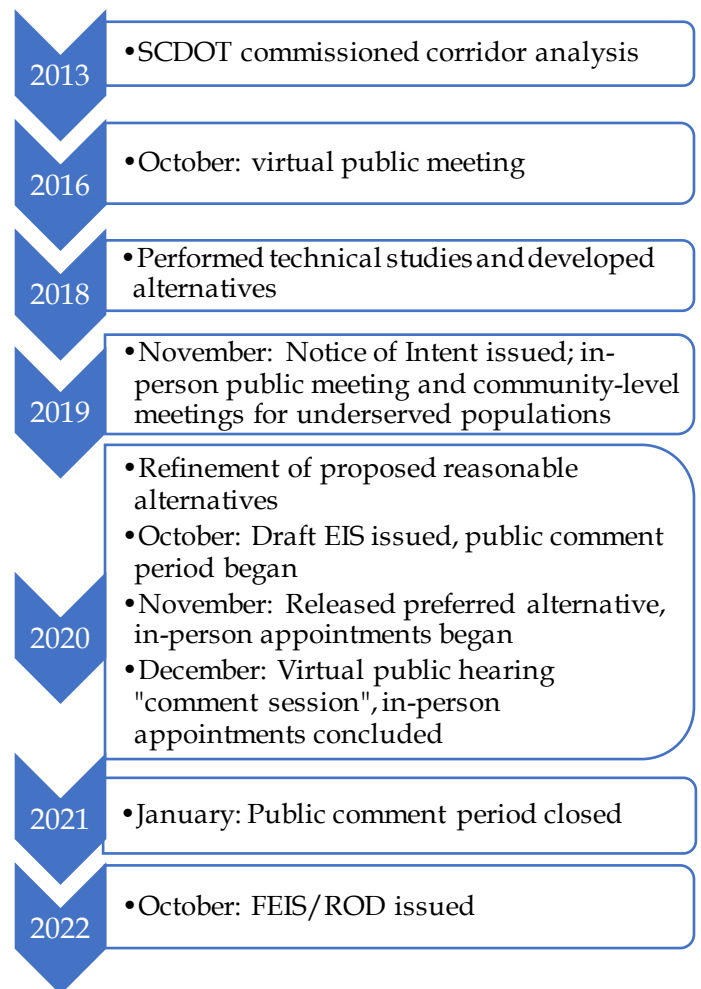 2013
•SCDOT commissioned corridor analysis
2016
•October: virtual public meeting
2018
•Performed technical studies and developed
alternatives
2019
•November: Notice of Intent issued; in-
person public meeting and community-level
meetings for underserved populations
2020
•Refinement of proposed reasonable
alternatives
•October: Draft EIS issued, public comment
period began
•November: Released preferred alternative,
in-person appointments began
•December: Virtual public hearing
"comment session", in-person
appointments concluded
2021
•January: Public comment period closed
2022
•October: FEIS/ROD issued